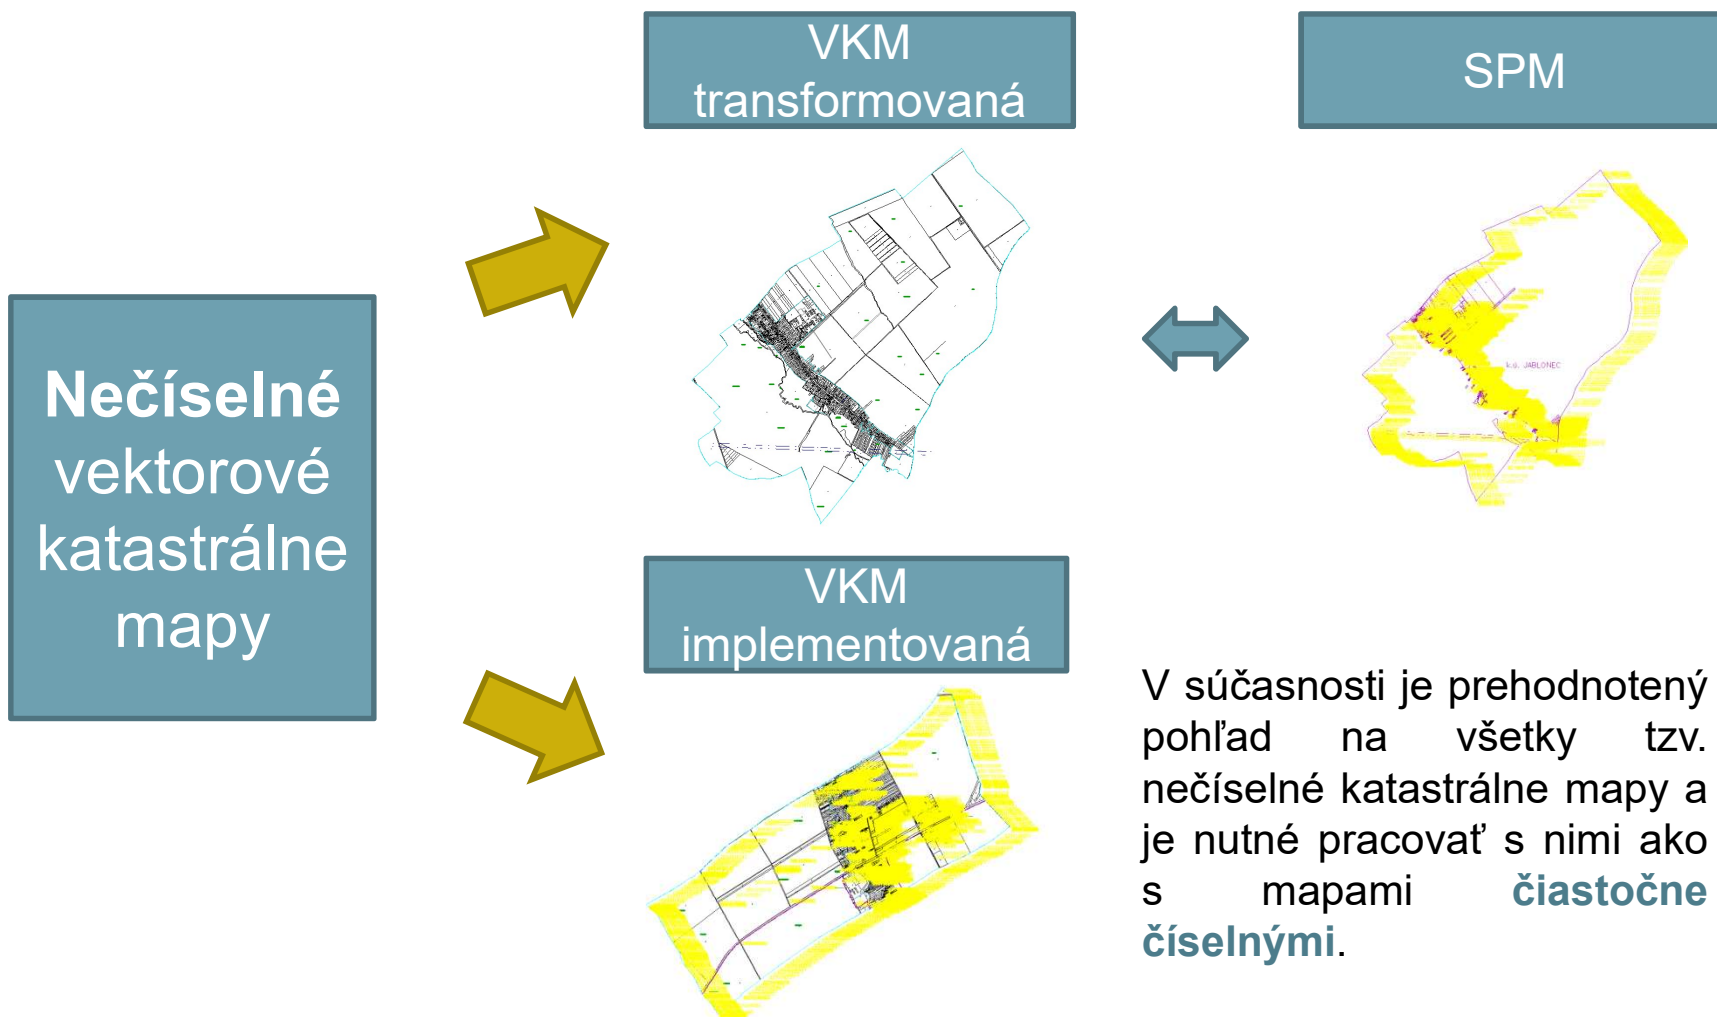 VKM
transformovaná
SPM
Nečíselné
vektorové
katastrálne
mapy
k.ú. JABLONEC
VKM
implementovaná
V súčasnosti je prehodnotený
pohľad na všetky tzv.
nečíselné katastrálne mapy a
je nutné pracovať s nimi ako
s mapami čiastočne
číselnými.